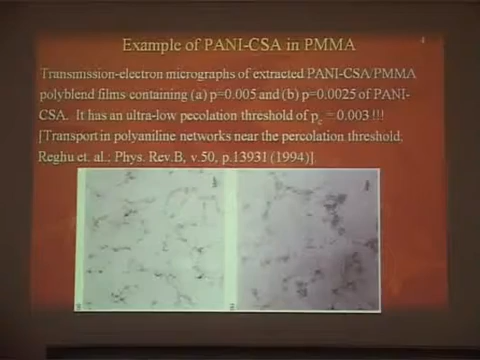 Example of PANI-CSA in PMMA
4
Transmission-electron micrographs of extracted PANI-CSA/PMMA
polyblend films containing (a) p=0.005 and (b) p=0.0025 of PANI-
CSA. It has an ultra-low pecolation threshold of pc = 0.003 !!!
[Transport in polyaniline networks near the percolation threshold,
Reghu et. al.; Phys. Rev.B, v.50, p.13931 (1994)].